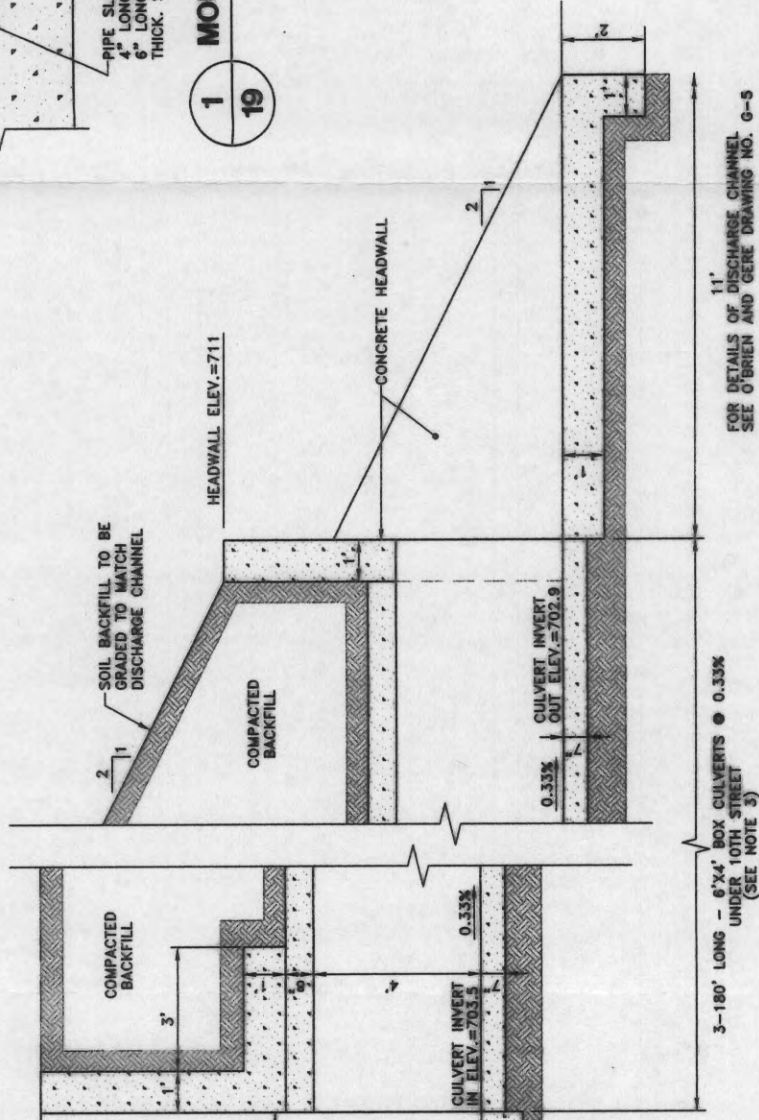 PIPE SL
4" LONG
6" LONG
THICK. S
1
19
MO
SOIL BACKFILL TO BE
GRADED TO MATCH
DISCHARGE CHANNEL
HEADWALL ELEV.=711
2
1
COMPACTED
BACKFILL
CONCRETE HEADWALL
2
1
2'
1'
1'
1'
COMPACTED
BACKFILL
3'
1'
1'
8"
4'
7"
CULVERT INVERT
IN ELEV.=703.5
0.33%
0.33%
7"
CULVERT INVERT
OUT ELEV.=702.9
3-180' LONG - 6'X4' BOX CULVERTS @ 0.33%
UNDER 10TH STREET
(SEE NOTE 3)
11'
FOR DETAILS OF DISCHARGE CHANNEL
SEE O'BRIEN AND GERE DRAWING NO. G-5